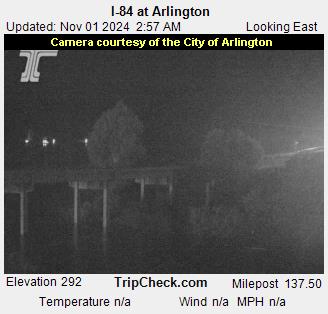 I-84 at Arlington
Updated: Nov 01 2024 2:57 AM Looking East
Camera courtesy of the City of Arlington
Elevation 292 TripCheck.com Milepost 137.50
Temperature n/a Wind n/a MPH n/a